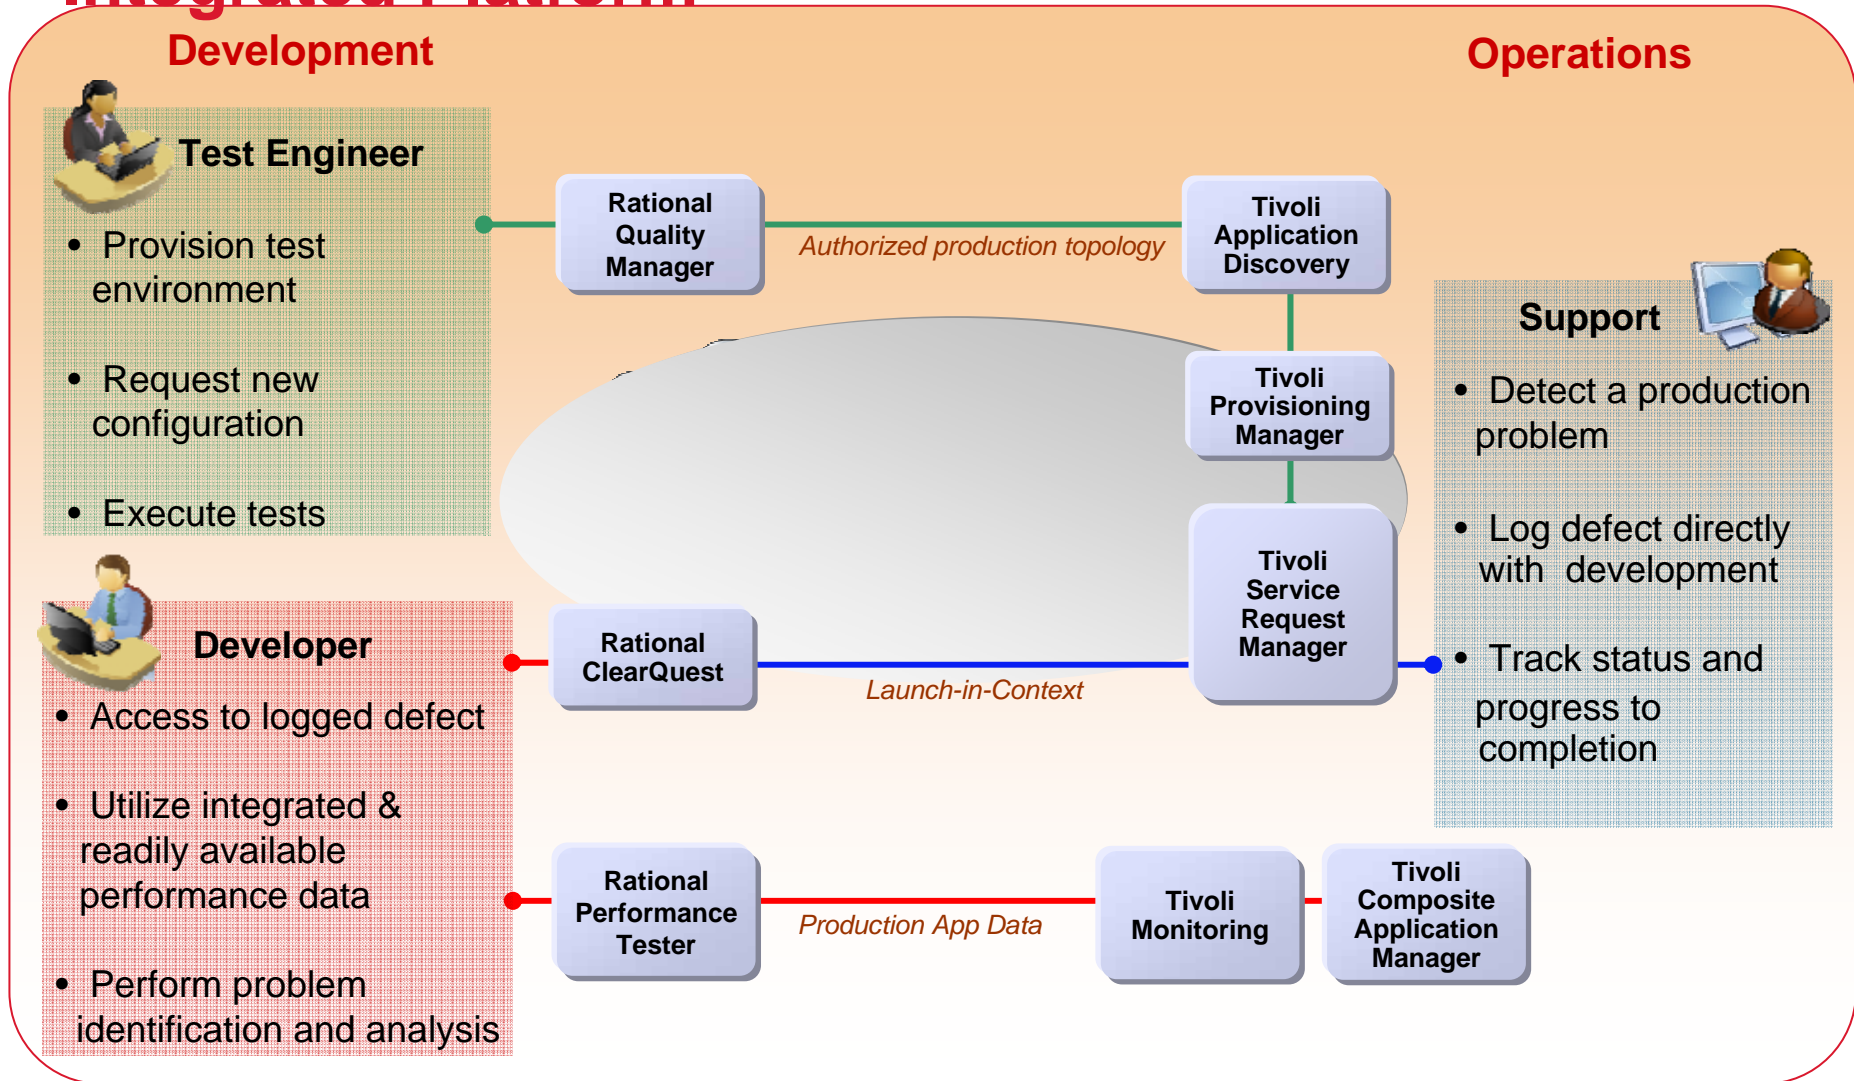 Integrated Platform
Development
Operations
Test Engineer
• Provision test
environment
• Request new
configuration
• Execute tests
Developer
• Access to logged defect
• Utilize integrated &
readily available
performance data
• Perform problem
identification and analysis
Rational
Quality
Manager
Authorized production topology
Tivoli
Application
Discovery
Tivoli
Provisioning
Manager
Tivoli
Service
Request
Manager
Rational
ClearQuest
Launch-in-Context
Rational
Performance
Tester
Production App Data
Tivoli
Monitoring
Tivoli
Composite
Application
Manager
Support
• Detect a production
problem
• Log defect directly
with development
• Track status and
progress to
completion